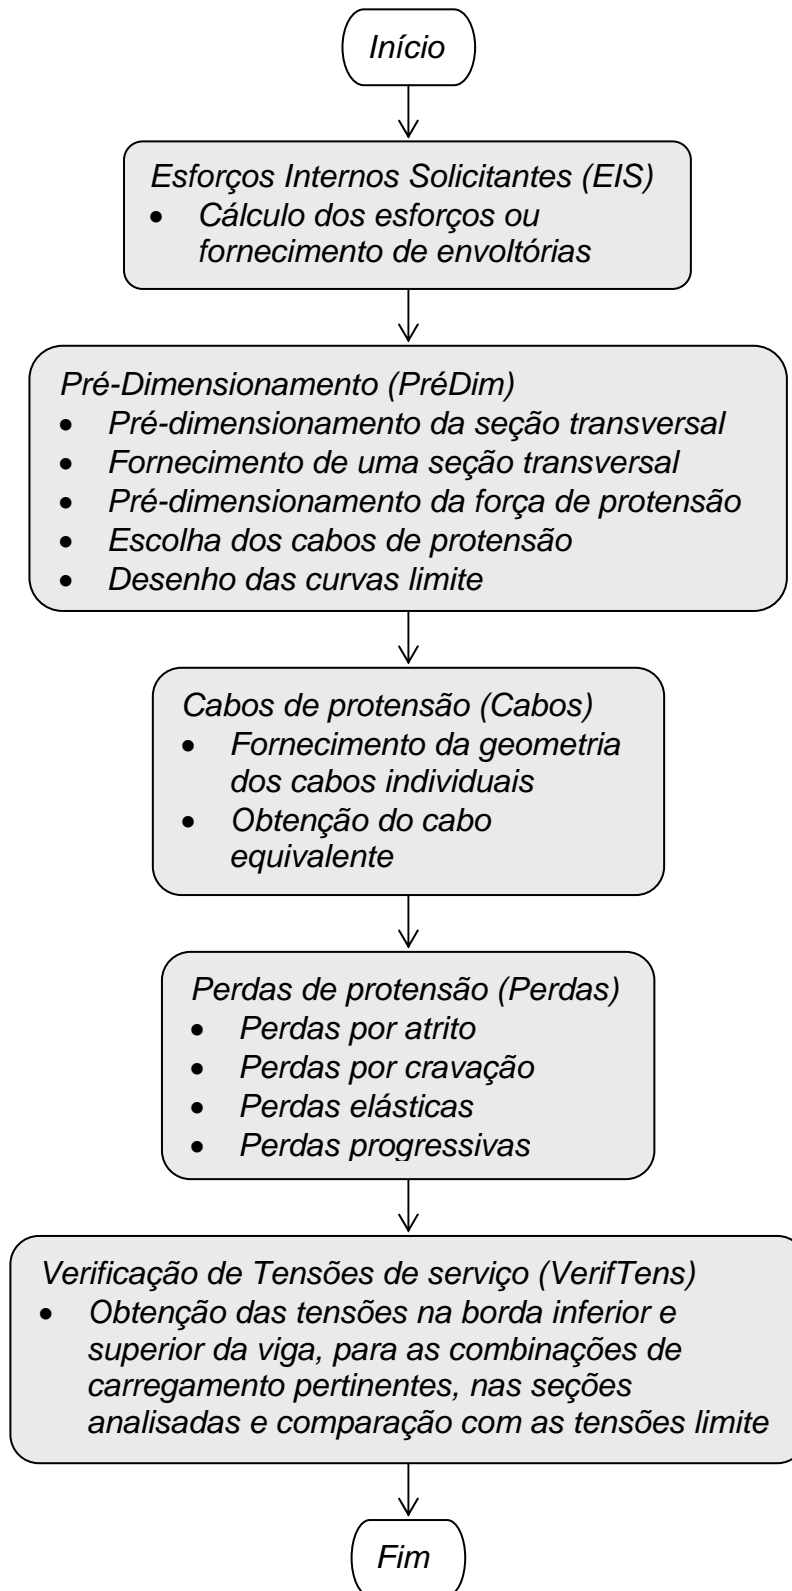 Início
Esforços Internos Solicitantes (EIS)
• Cálculo dos esforços ou
fornecimento de envoltórias
Pré-Dimensionamento (PréDim)
• Pré-dimensionamento da seção transversal
• Fornecimento de uma seção transversal
• Pré-dimensionamento da força de protensão
• Escolha dos cabos de protensão
• Desenho das curvas limite
Cabos de protensão (Cabos)
• Fornecimento da geometria
dos cabos individuais
• Obtenção do cabo
equivalente
Perdas de protensão (Perdas)
• Perdas por atrito
• Perdas por cravação
• Perdas elásticas
• Perdas progressivas
Verificação de Tensões de serviço (VerifTens)
• Obtenção das tensões na borda inferior e
superior da viga, para as combinações de
carregamento pertinentes, nas seções
analisadas e comparação com as tensões limite
Fim